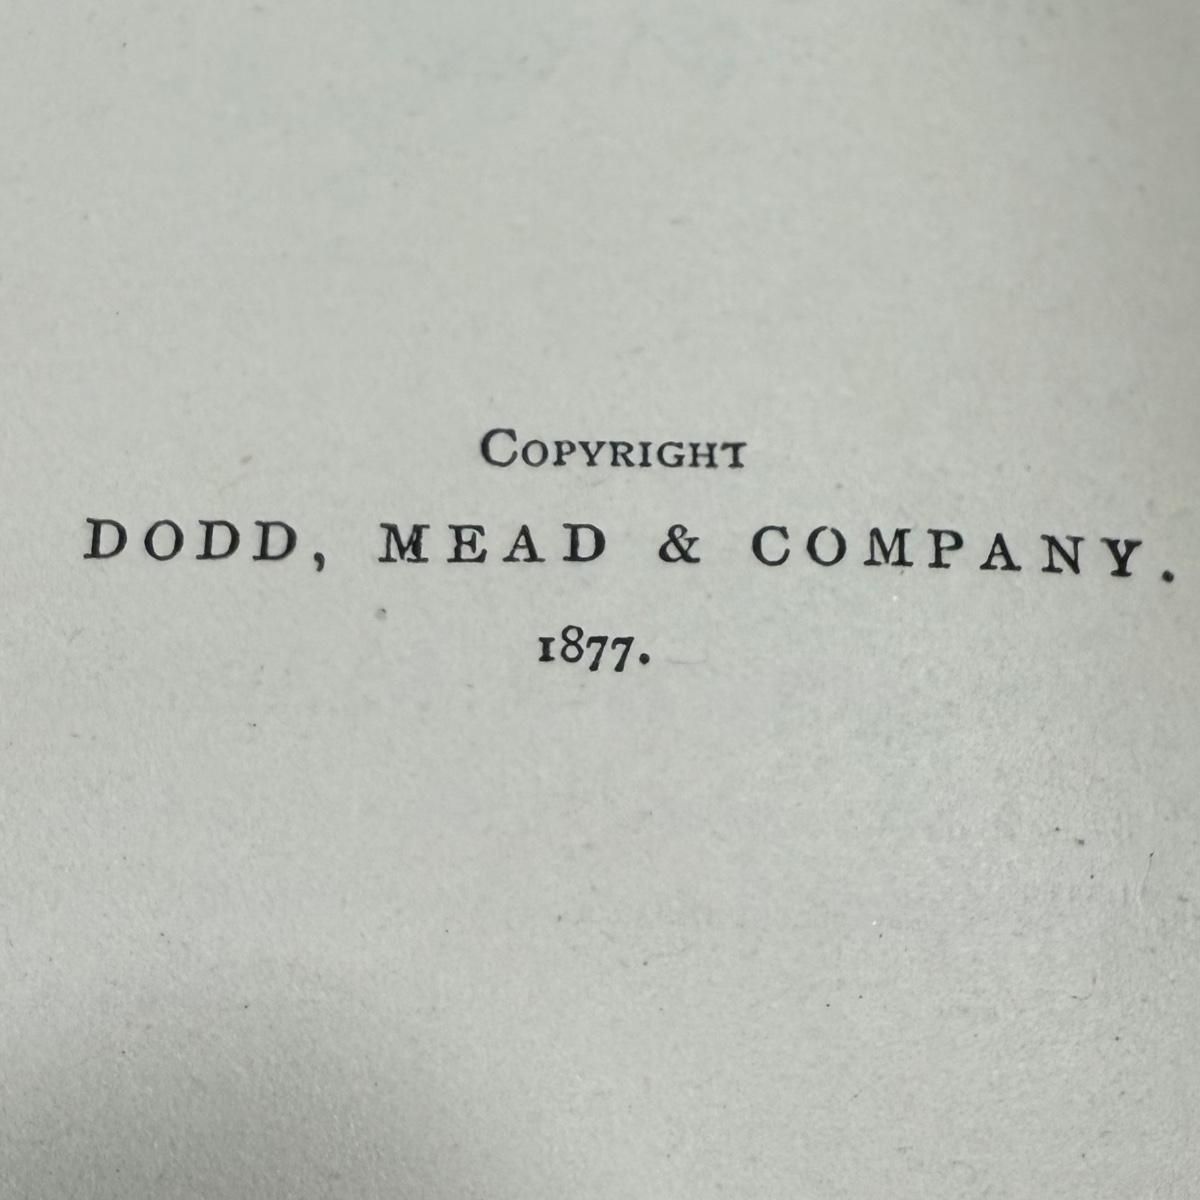 Copyright
DODD, MEAD & COMPANY.
1877.